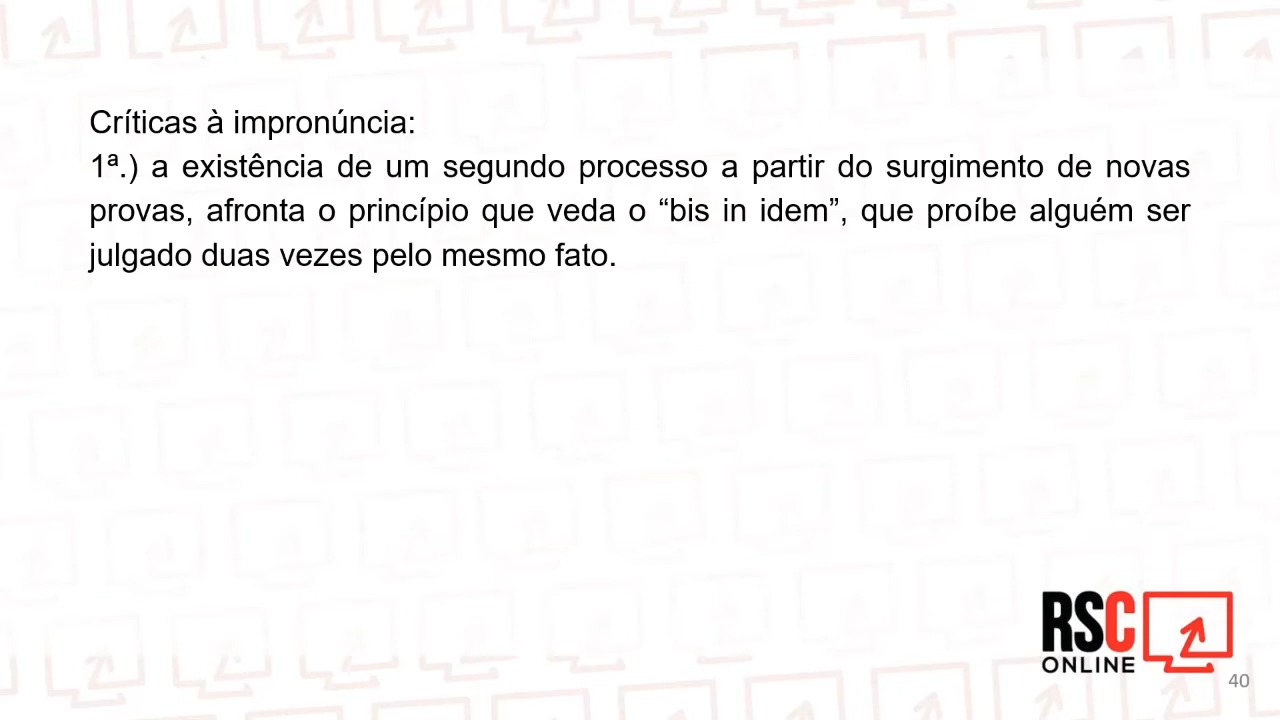 Críticas à impronúncia:
1ª.) a existência de um segundo processo a partir do surgimento de novas
provas, afronta o princípio que veda o “bis in idem”, que proíbe alguém ser
julgado duas vezes pelo mesmo fato.
RSC
ONLINE
40